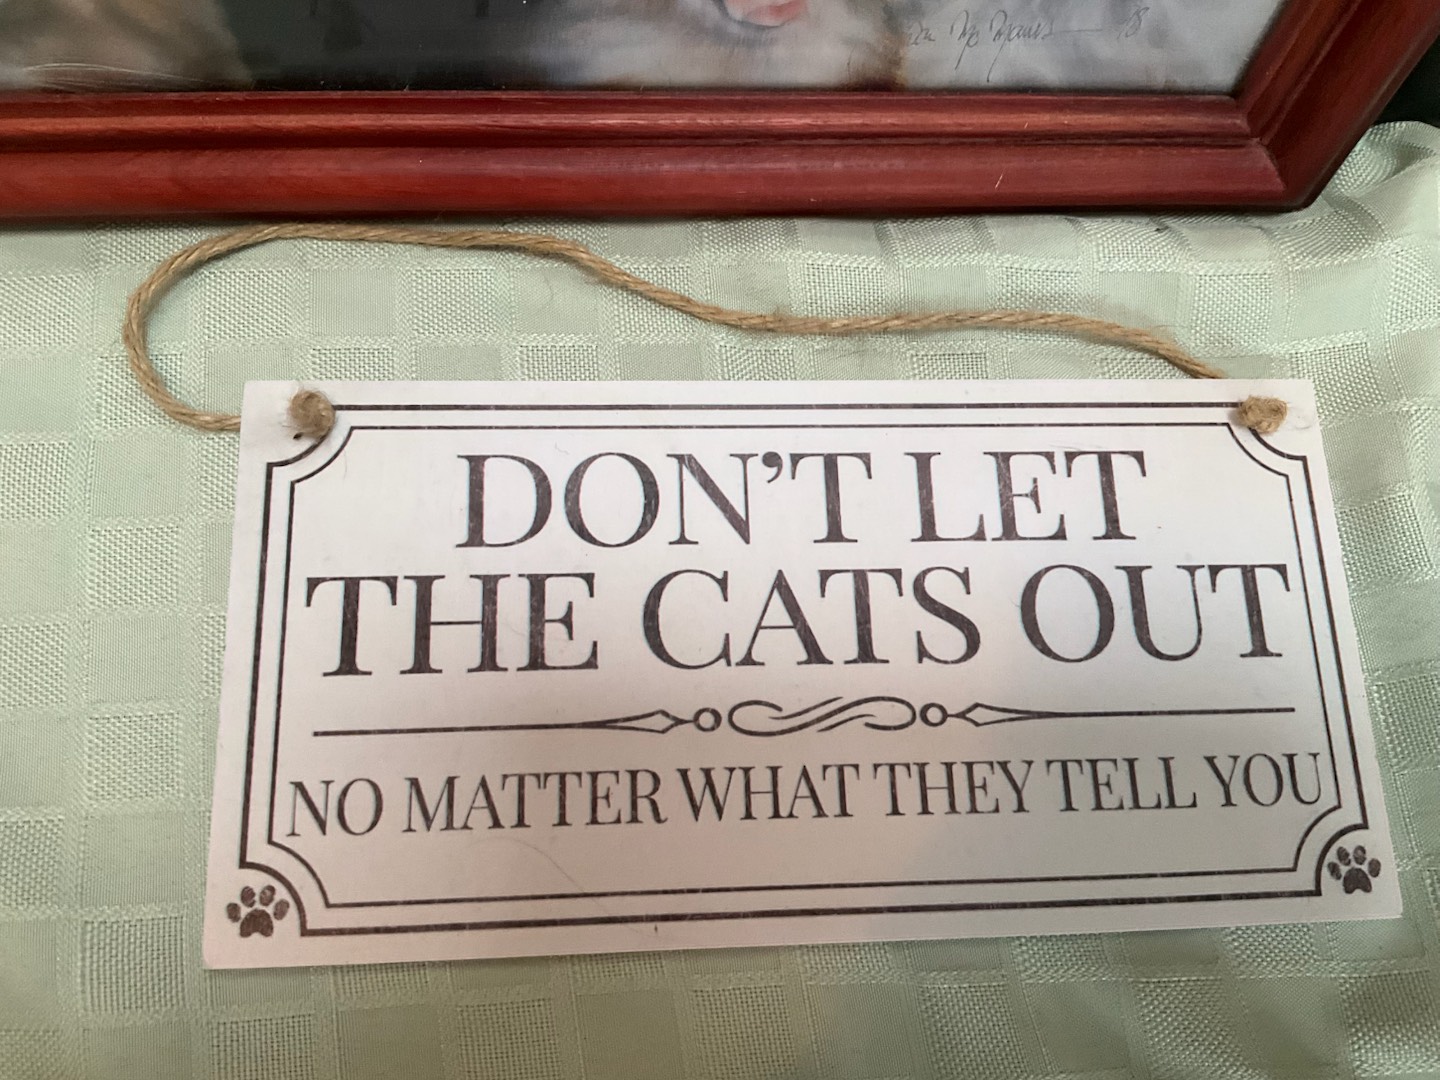 DON'T LET
THE CATS OUT
NO MATTER WHAT THEY TELL YOU